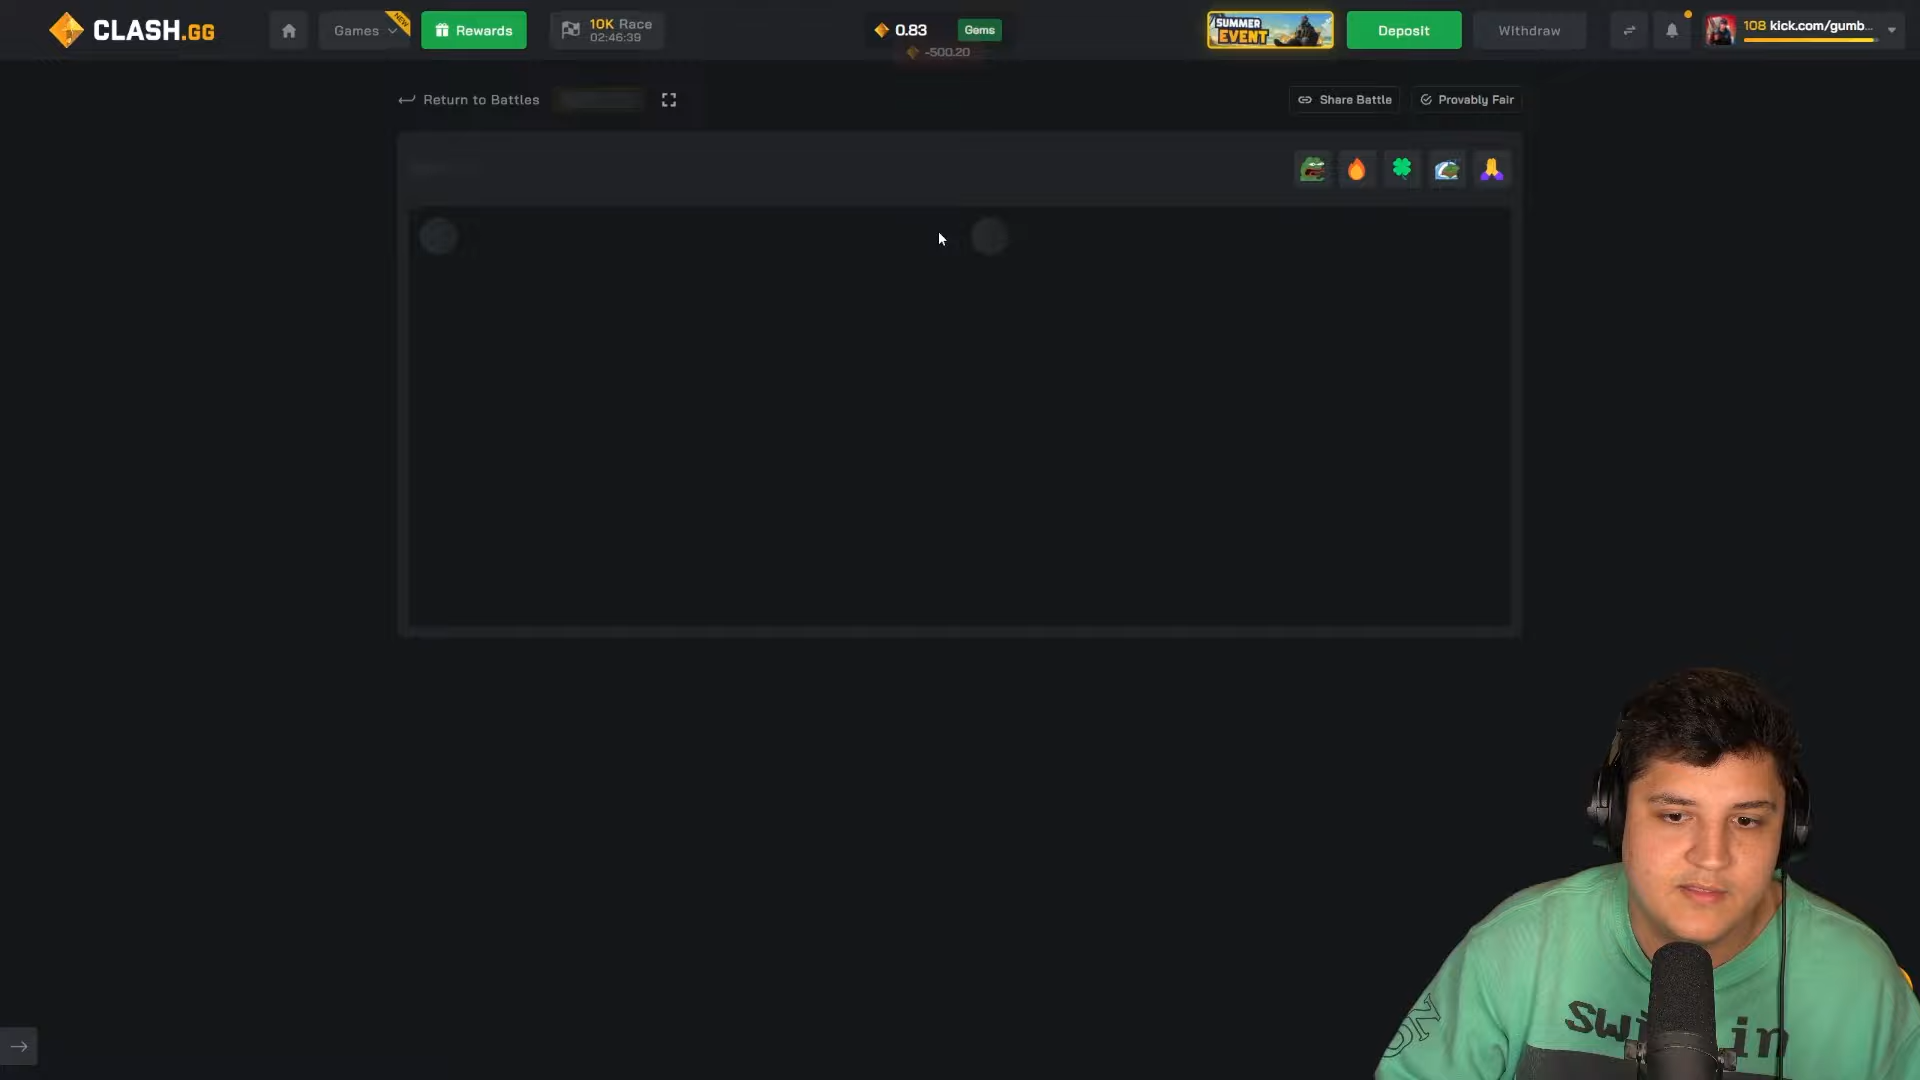 CLASH.GG
Games
NEW
Rewards
10K Race
02:46:39
0.83
Gems
-500.20
SUMMER
EVENT
Deposit
Withdraw
108 kick.com/gumb...
Return to Battles
Share Battle
Provably Fair
ON